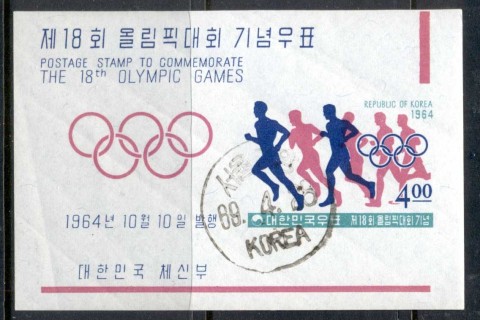 제18회 올림픽대회 기념우표
POSTAGE STAMP TO COMMEMORATE
THE 18th OLYMPIC GAMES
REPUBLIC OF KOREA
1964
4.00
대한민국우표 제18회 올림픽대회기념
KOREA
1964년 10월 10일 발행
대한민국 체신부